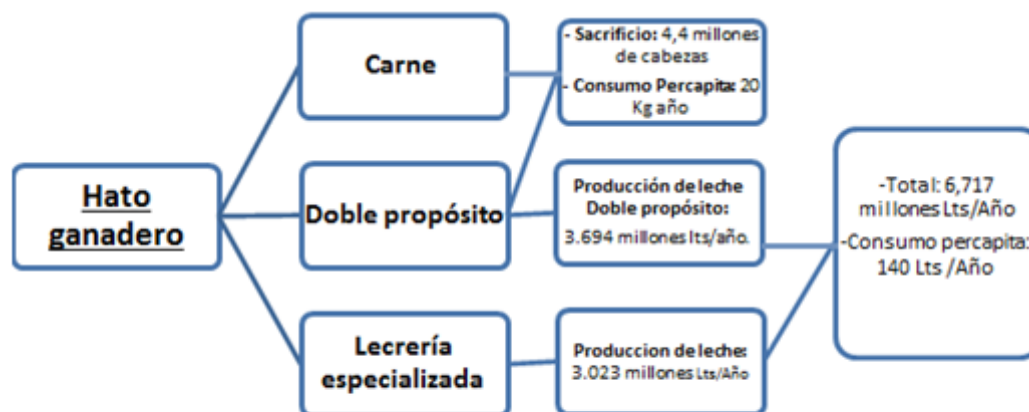 Hato
ganadero
Carne
- Sacrificio: 4,4 millones
de cabezas
- Consumo Percapita: 20
Kg año
Doble propósito
Producción de leche
Doble propósito:
3.694 millones lts/año.
Lecrería
especializada
Produccion de leche:
3.023 millones Lts/Año
-Total: 6,717
millones Lts/Año
-Consumo percapita:
140 Lts /Año